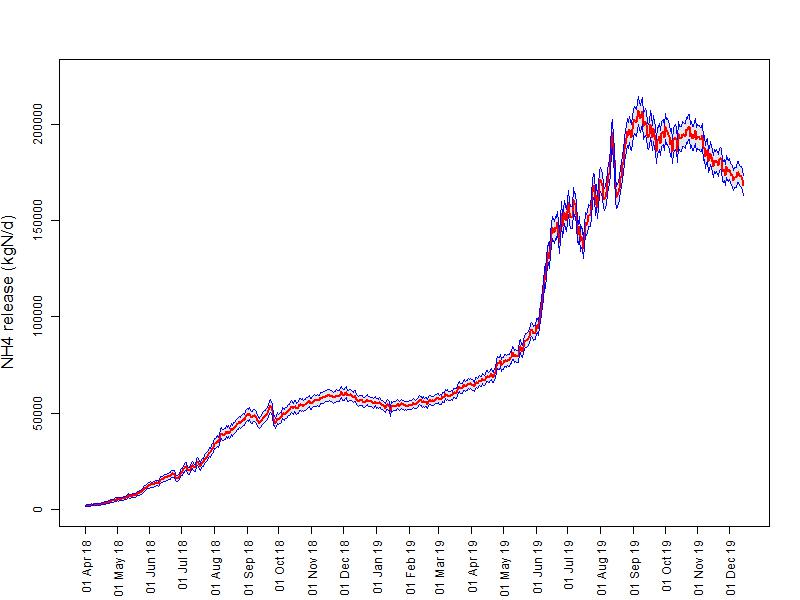 NH4 release (kgN/d)
200000
150000
100000
50000
0
01 Apr 18
01 May 18
01 Jun 18
01 Jul 18
01 Aug 18
01 Sep 18
01 Oct 18
01 Nov 18
01 Dec 18
01 Jan 19
01 Feb 19
01 Mar 19
01 Apr 19
01 May 19
01 Jun 19
01 Jul 19
01 Aug 19
01 Sep 19
01 Oct 19
01 Nov 19
01 Dec 19